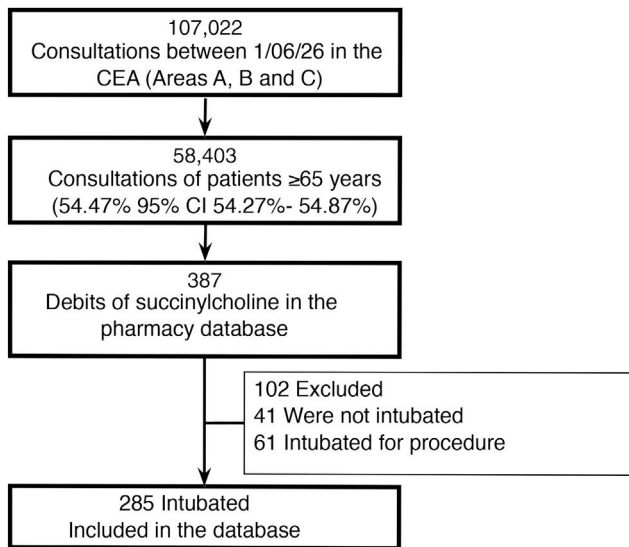 107,022
Consultations between 1/06/26 in the
CEA (Areas A, B and C)
58,403
Consultations of patients ≥65 years
(54.47% 95% CI 54.27%- 54.87%)
387
Debits of succinylcholine in the
pharmacy database
102 Excluded
41 Were not intubated
61 Intubated for procedure
285 Intubated
Included in the database